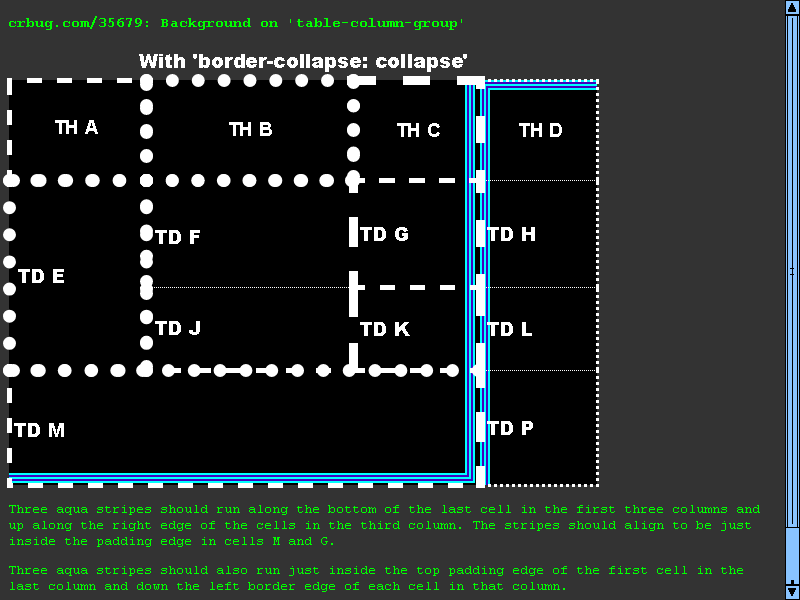 crbug.com/35679: Background on 'table-column-group'
With 'border-collapse: collapse'
TH A TH B TH C TH D
TD F TD G TD H
TD E
TD J TD K TD L
TD M TD P
Three aqua stripes should run along the bottom of the last cell in the first three columns and
up along the right edge of the cells in the third column. The stripes should align to be just
inside the padding edge in cells M and G.
Three aqua stripes should also run just inside the top padding edge of the first cell in the
last column and down the left border edge of each cell in that column.